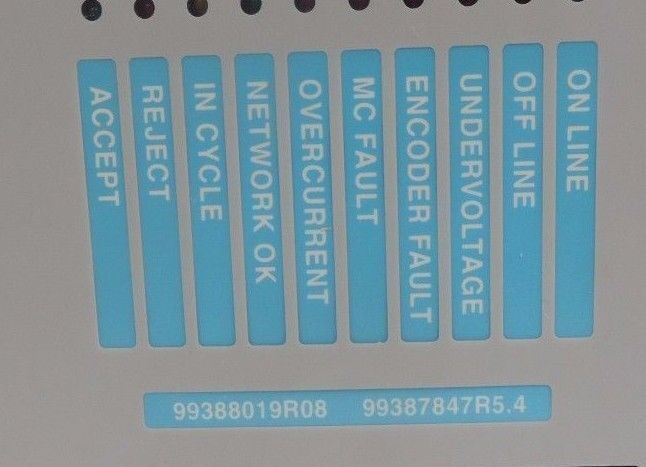 ACCEPT
REJECT
IN CYCLE
NETWORK OK
OVERCURRENT
MC FAULT
ENCODER FAULT
UNDERVOLTAGE
OFF LINE
ON LINE
99388019R08 99387847R5.4